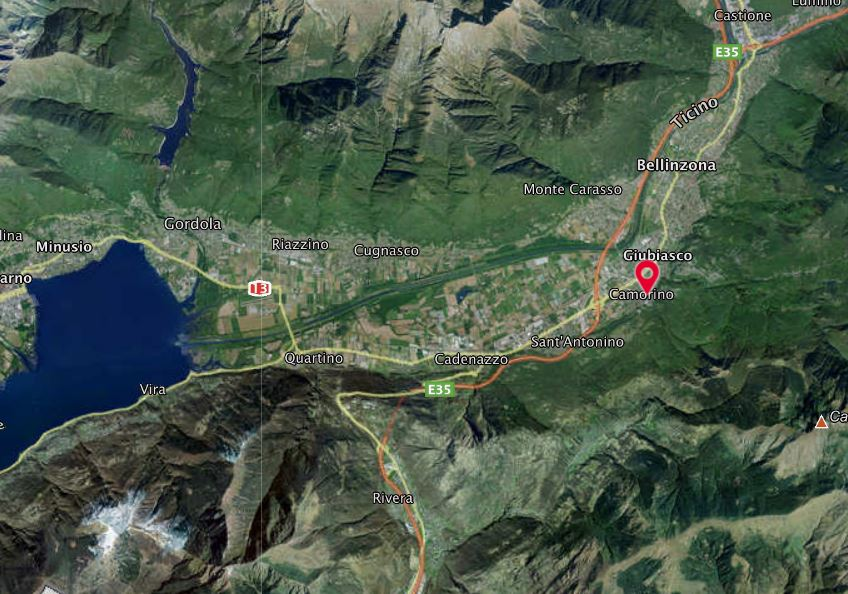 Castione
E35
Ticino
Bellinzona
Monte Carasso
Gordola
Minusio
Riazzino
Cugnasco
Giubiasco
13
Camorino
Sant'Antonino
Quartino
Cadenazzo
Vira
E35
Rivera